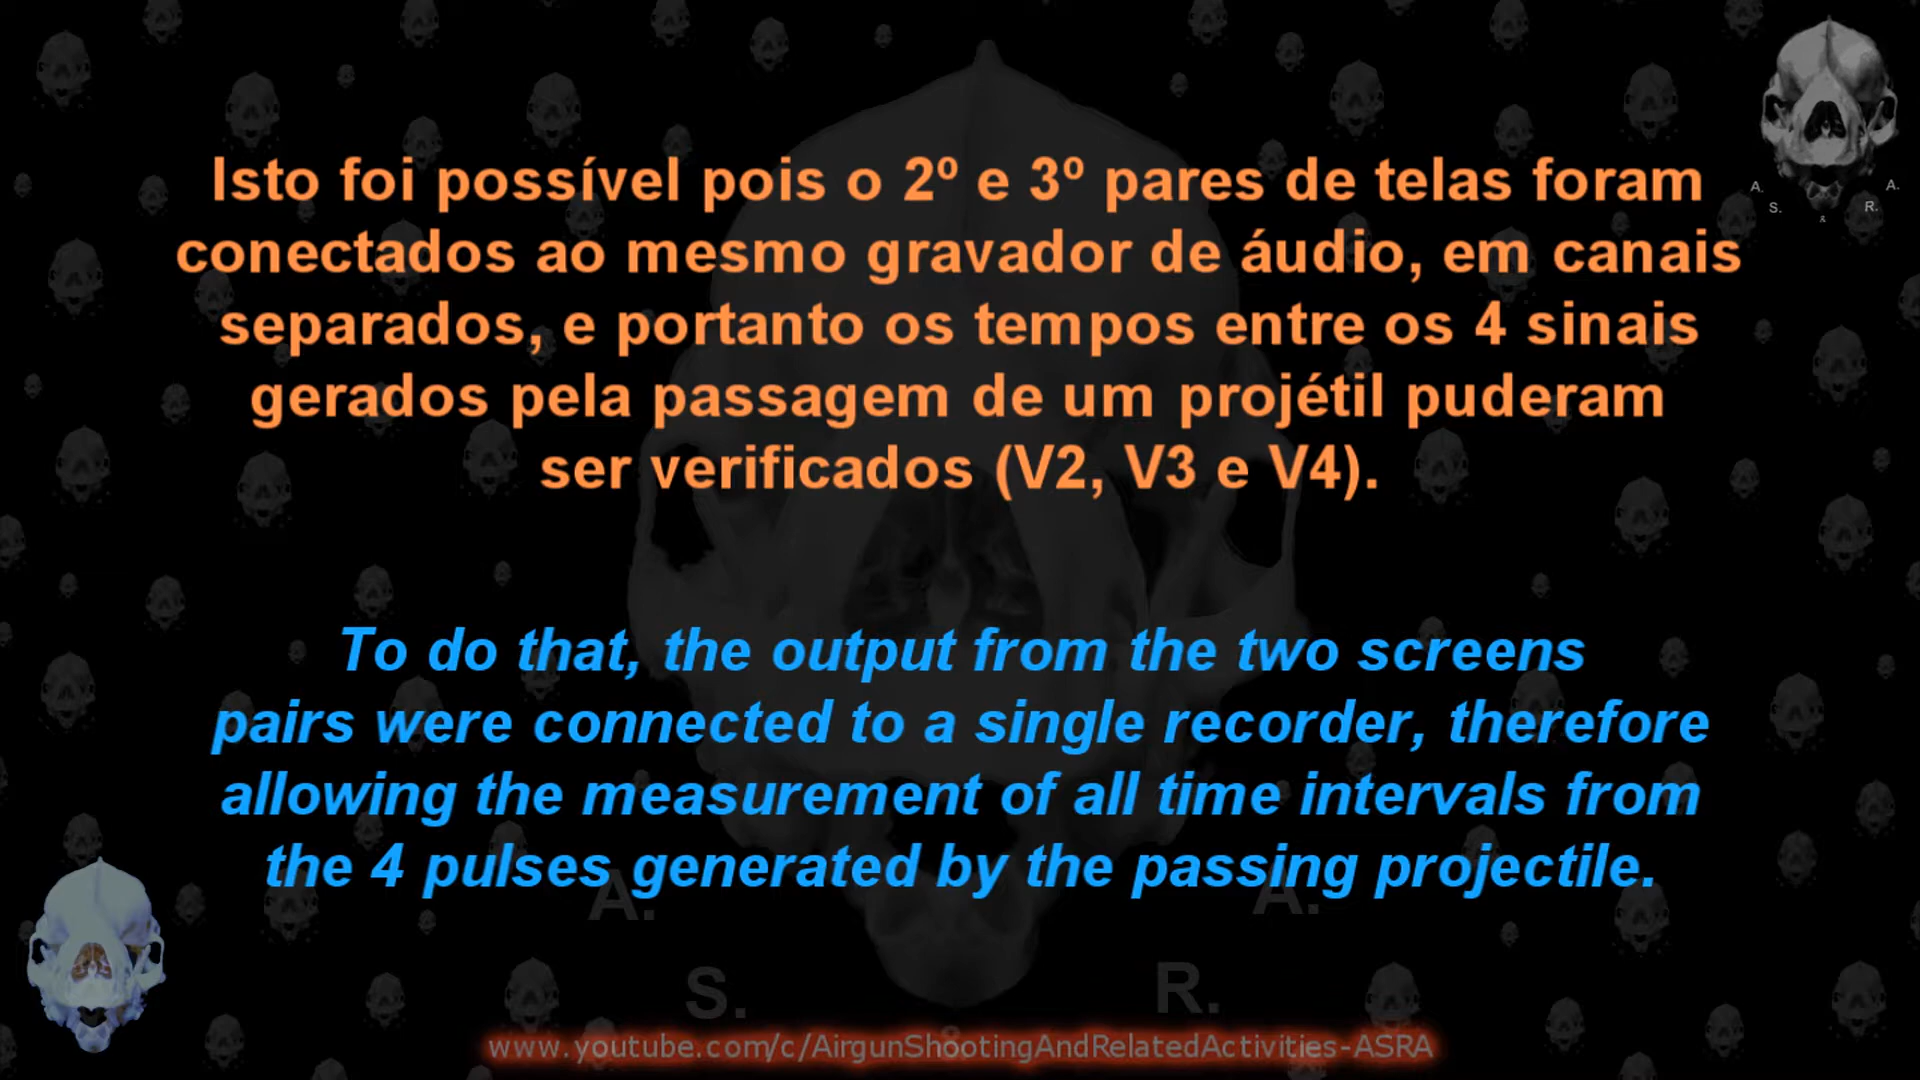 Isto foi possível pois o 2º e 3º pares de telas foram
conectados ao mesmo gravador de áudio, em canais
separados, e portanto os tempos entre os 4 sinais
gerados pela passagem de um projétil puderam
ser verificados (V2, V3 e V4).
To do that, the output from the two screens
pairs were connected to a single recorder, therefore
allowing the measurement of all time intervals from
the 4 pulses generated by the passing projectile.
A. A.
S. R.
&
A. A.
S. R.
&
www.youtube.com/c/AirgunShootingAndRelatedActivities-ASRA